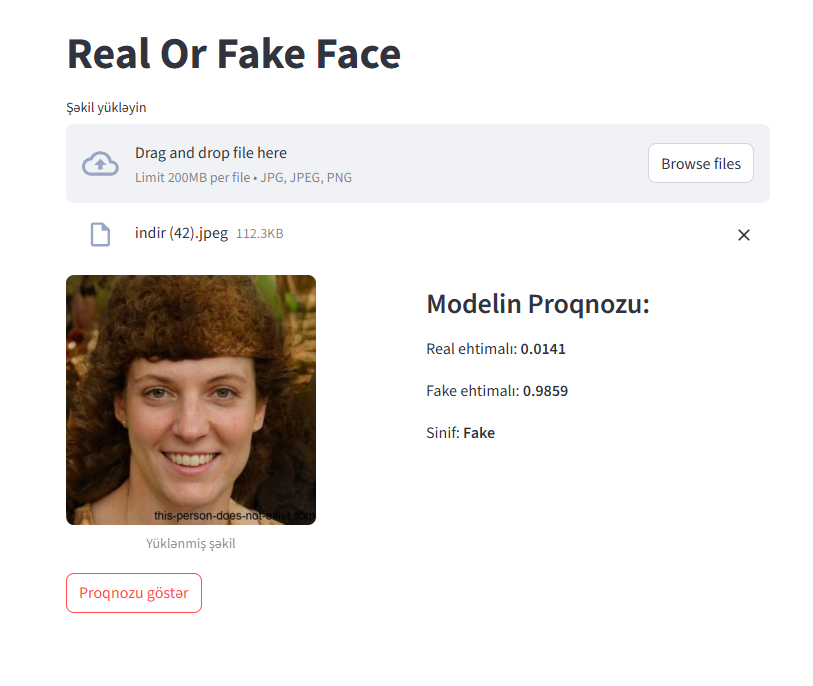 Real Or Fake Face
Şəkil yükləyin
Drag and drop file here
Limit 200MB per file • JPG, JPEG, PNG
Browse files
indir (42).jpeg 112.3KB
this-person-does-not-exist.com
Yüklənmiş şəkil
Proqnozu göstər
Modelin Proqnozu:
Real ehtimalı: 0.0141
Fake ehtimalı: 0.9859
Sinif: Fake